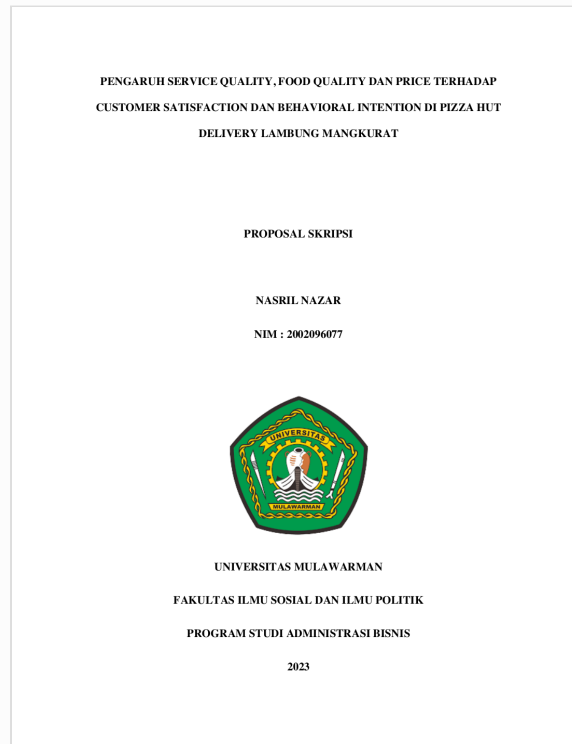 PENGARUH SERVICE QUALITY, FOOD QUALITY DAN PRICE TERHADAP
CUSTOMER SATISFACTION DAN BEHAVIORAL INTENTION DI PIZZA HUT
DELIVERY LAMBUNG MANGKURAT
PROPOSAL SKRIPSI
NASRIL NAZAR
NIM : 2002096077
UNIVERSITAS
MULAWARMAN
UNIVERSITAS MULAWARMAN
FAKULTAS ILMU SOSIAL DAN ILMU POLITIK
PROGRAM STUDI ADMINISTRASI BISNIS
2023